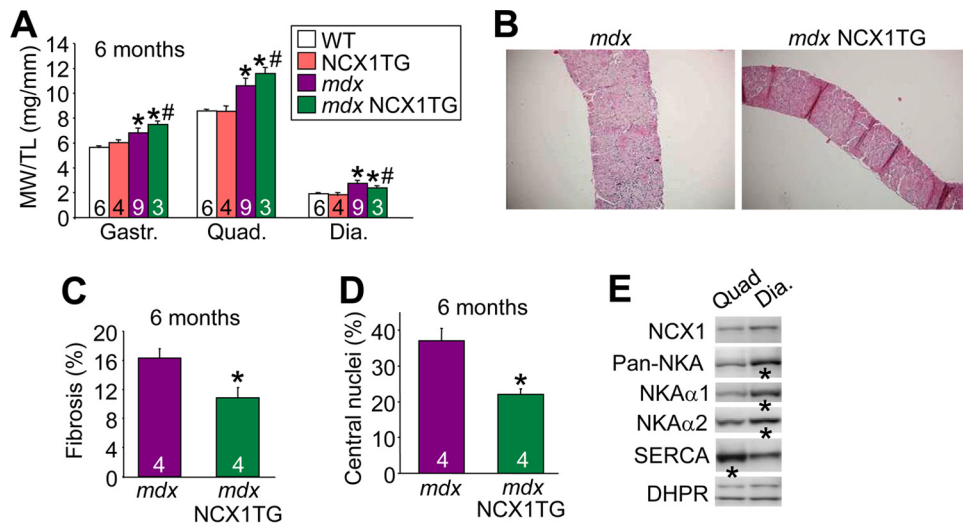 A
6 months
MW/TL (mg/mm)
14
12
10
8
6
4
2
0
WT
NCX1TG
mdx
mdx NCX1TG
* *# * *# * *#
6 4 9 3 6 4 9 3 6 4 9 3
Gastr. Quad. Dia.
B
mdx mdx NCX1TG
C
6 months
Fibrosis (%)
20
16
12
8
4
0
*
4 4
mdx mdx
NCX1TG
D
6 months
Central nuclei (%)
40
30
20
10
0
*
4 4
mdx mdx
NCX1TG
E
Quad Dia.
NCX1
Pan-NKA
*
NKAα1
*
NKAα2
*
SERCA
*
DHPR